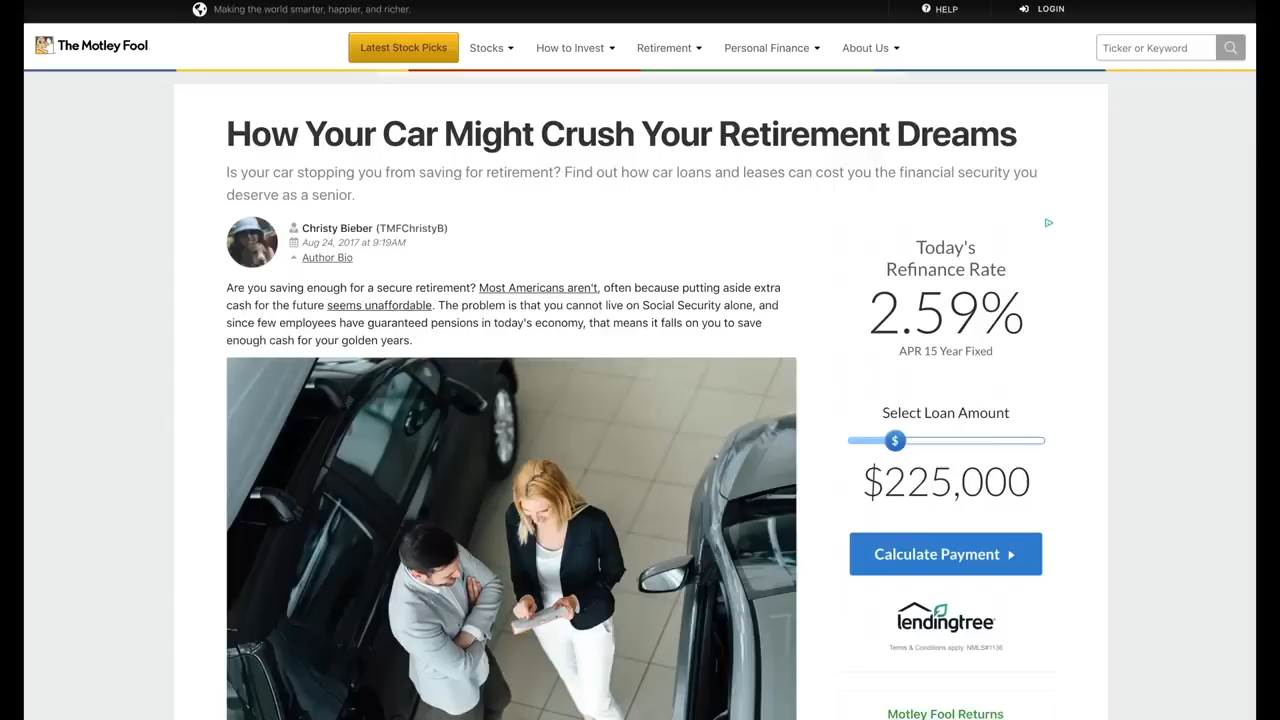 Making the world smarter, happier, and richer.
HELP
LOGIN
The Motley Fool
Latest Stock Picks
Stocks
How to Invest
Retirement
Personal Finance
About Us
Ticker or Keyword
How Your Car Might Crush Your Retirement Dreams
Is your car stopping you from saving for retirement? Find out how car loans and leases can cost you the financial security you
deserve as a senior.
Christy Bieber (TMFChristyB)
Aug 24, 2017 at 9:19AM
Author Bio
Are you saving enough for a secure retirement? Most Americans aren't, often because putting aside extra
cash for the future seems unaffordable. The problem is that you cannot live on Social Security alone, and
since few employees have guaranteed pensions in today's economy, that means it falls on you to save
enough cash for your golden years.
Today's
Refinance Rate
2.59%
APR 15 Year Fixed
Select Loan Amount
$
$225,000
Calculate Payment
lendingtree
Terms & Conditions apply. NMLS#1136
Motley Fool Returns